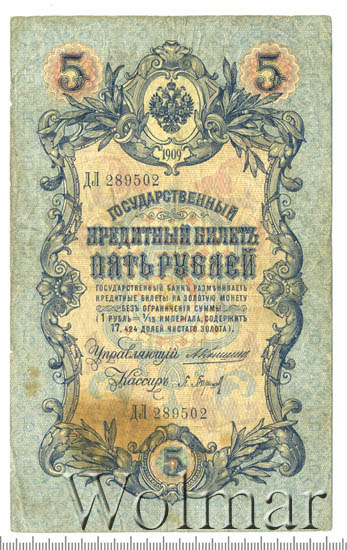 5 5
1909
ДЛ 289502
ГОСУДАРСТВЕННЫЙ
КРЕДИТНЫЙ БИЛЕТЪ
ПЯТЬ РУБЛЕЙ
ГОСУДАРСТВЕННЫЙ БАНКЪ РАЗМѢНИВАЕТЪ
КРЕДИТНЫЕ БИЛЕТЫ НА ЗОЛОТУЮ МОНЕТУ
БЕЗЪ ОГРАНИЧЕНІЯ СУММЫ
(1 РУБЛЬ = 1/15 ИМПЕРІАЛА, СОДЕРЖИТЪ
17,424 ДОЛЕЙ ЧИСТАГО ЗОЛОТА).
Управляющій
Кассиръ
ДЛ 289502
5
Wolmar